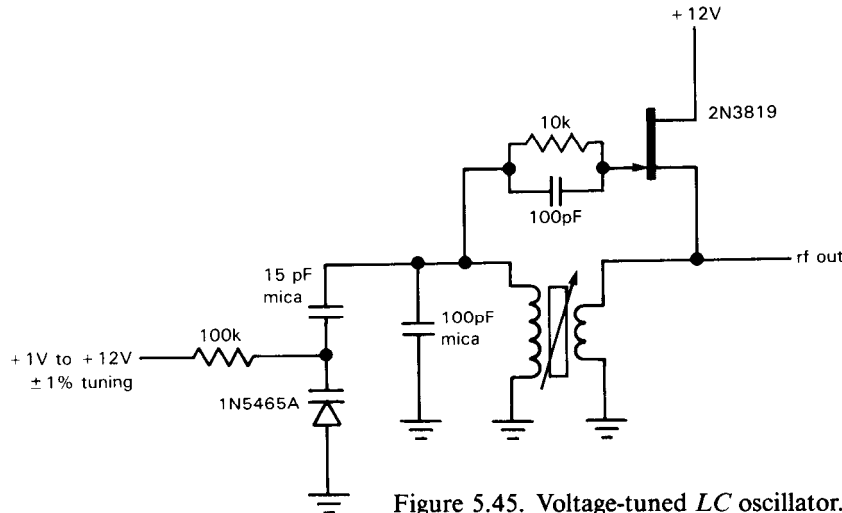 +12V
2N3819
10k
100pF
rf out
15 pF
mica
100pF
mica
100k
+1V to +12V
±1% tuning
1N5465A
Figure 5.45. Voltage-tuned LC oscillator.